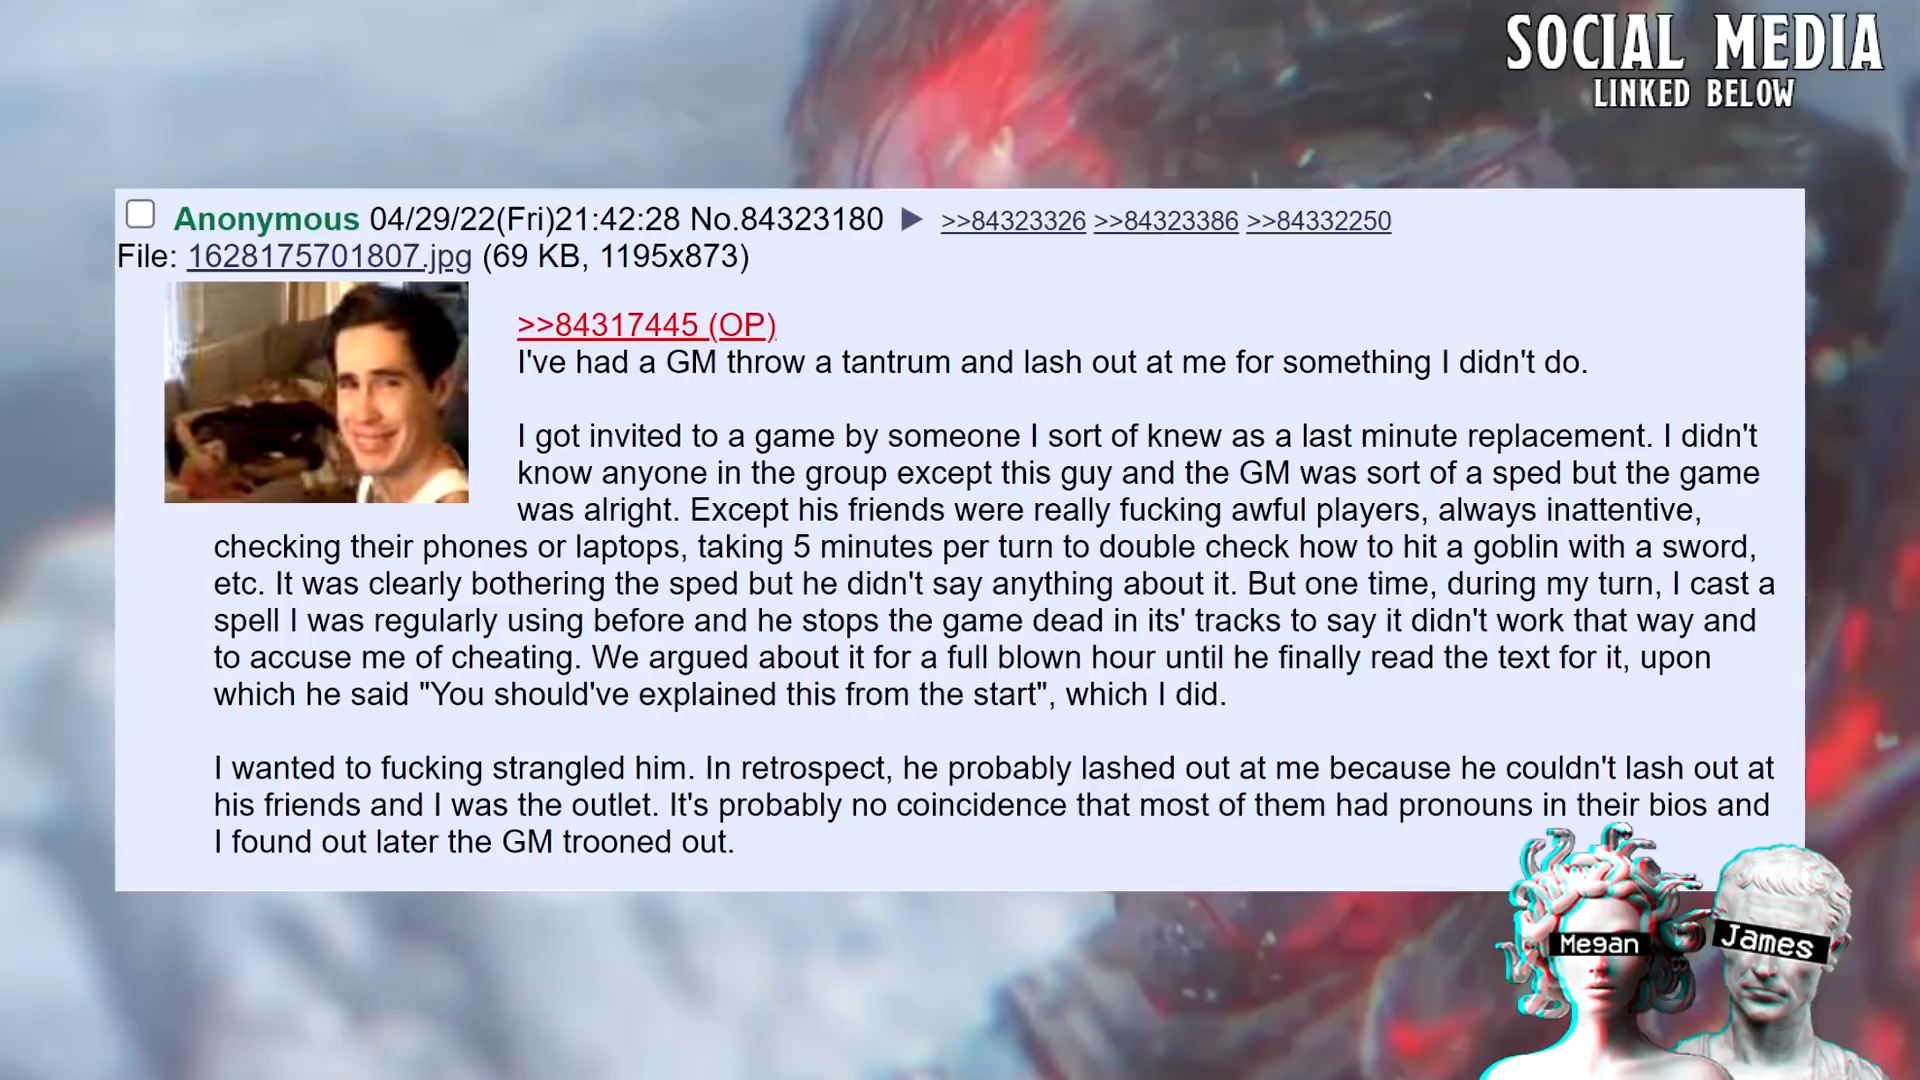 SOCIAL MEDIA
LINKED BELOW
Anonymous 04/29/22(Fri)21:42:28 No.84323180 ▶ >>84323326 >>84323386 >>84332250
File: 1628175701807.jpg (69 KB, 1195x873)
>>84317445 (OP)
I've had a GM throw a tantrum and lash out at me for something I didn't do.
I got invited to a game by someone I sort of knew as a last minute replacement. I didn't
know anyone in the group except this guy and the GM was sort of a sped but the game
was alright. Except his friends were really fucking awful players, always inattentive,
checking their phones or laptops, taking 5 minutes per turn to double check how to hit a goblin with a sword,
etc. It was clearly bothering the sped but he didn't say anything about it. But one time, during my turn, I cast a
spell I was regularly using before and he stops the game dead in its' tracks to say it didn't work that way and
to accuse me of cheating. We argued about it for a full blown hour until he finally read the text for it, upon
which he said "You should've explained this from the start", which I did.
I wanted to fucking strangled him. In retrospect, he probably lashed out at me because he couldn't lash out at
his friends and I was the outlet. It's probably no coincidence that most of them had pronouns in their bios and
I found out later the GM trooned out.
Megan
James